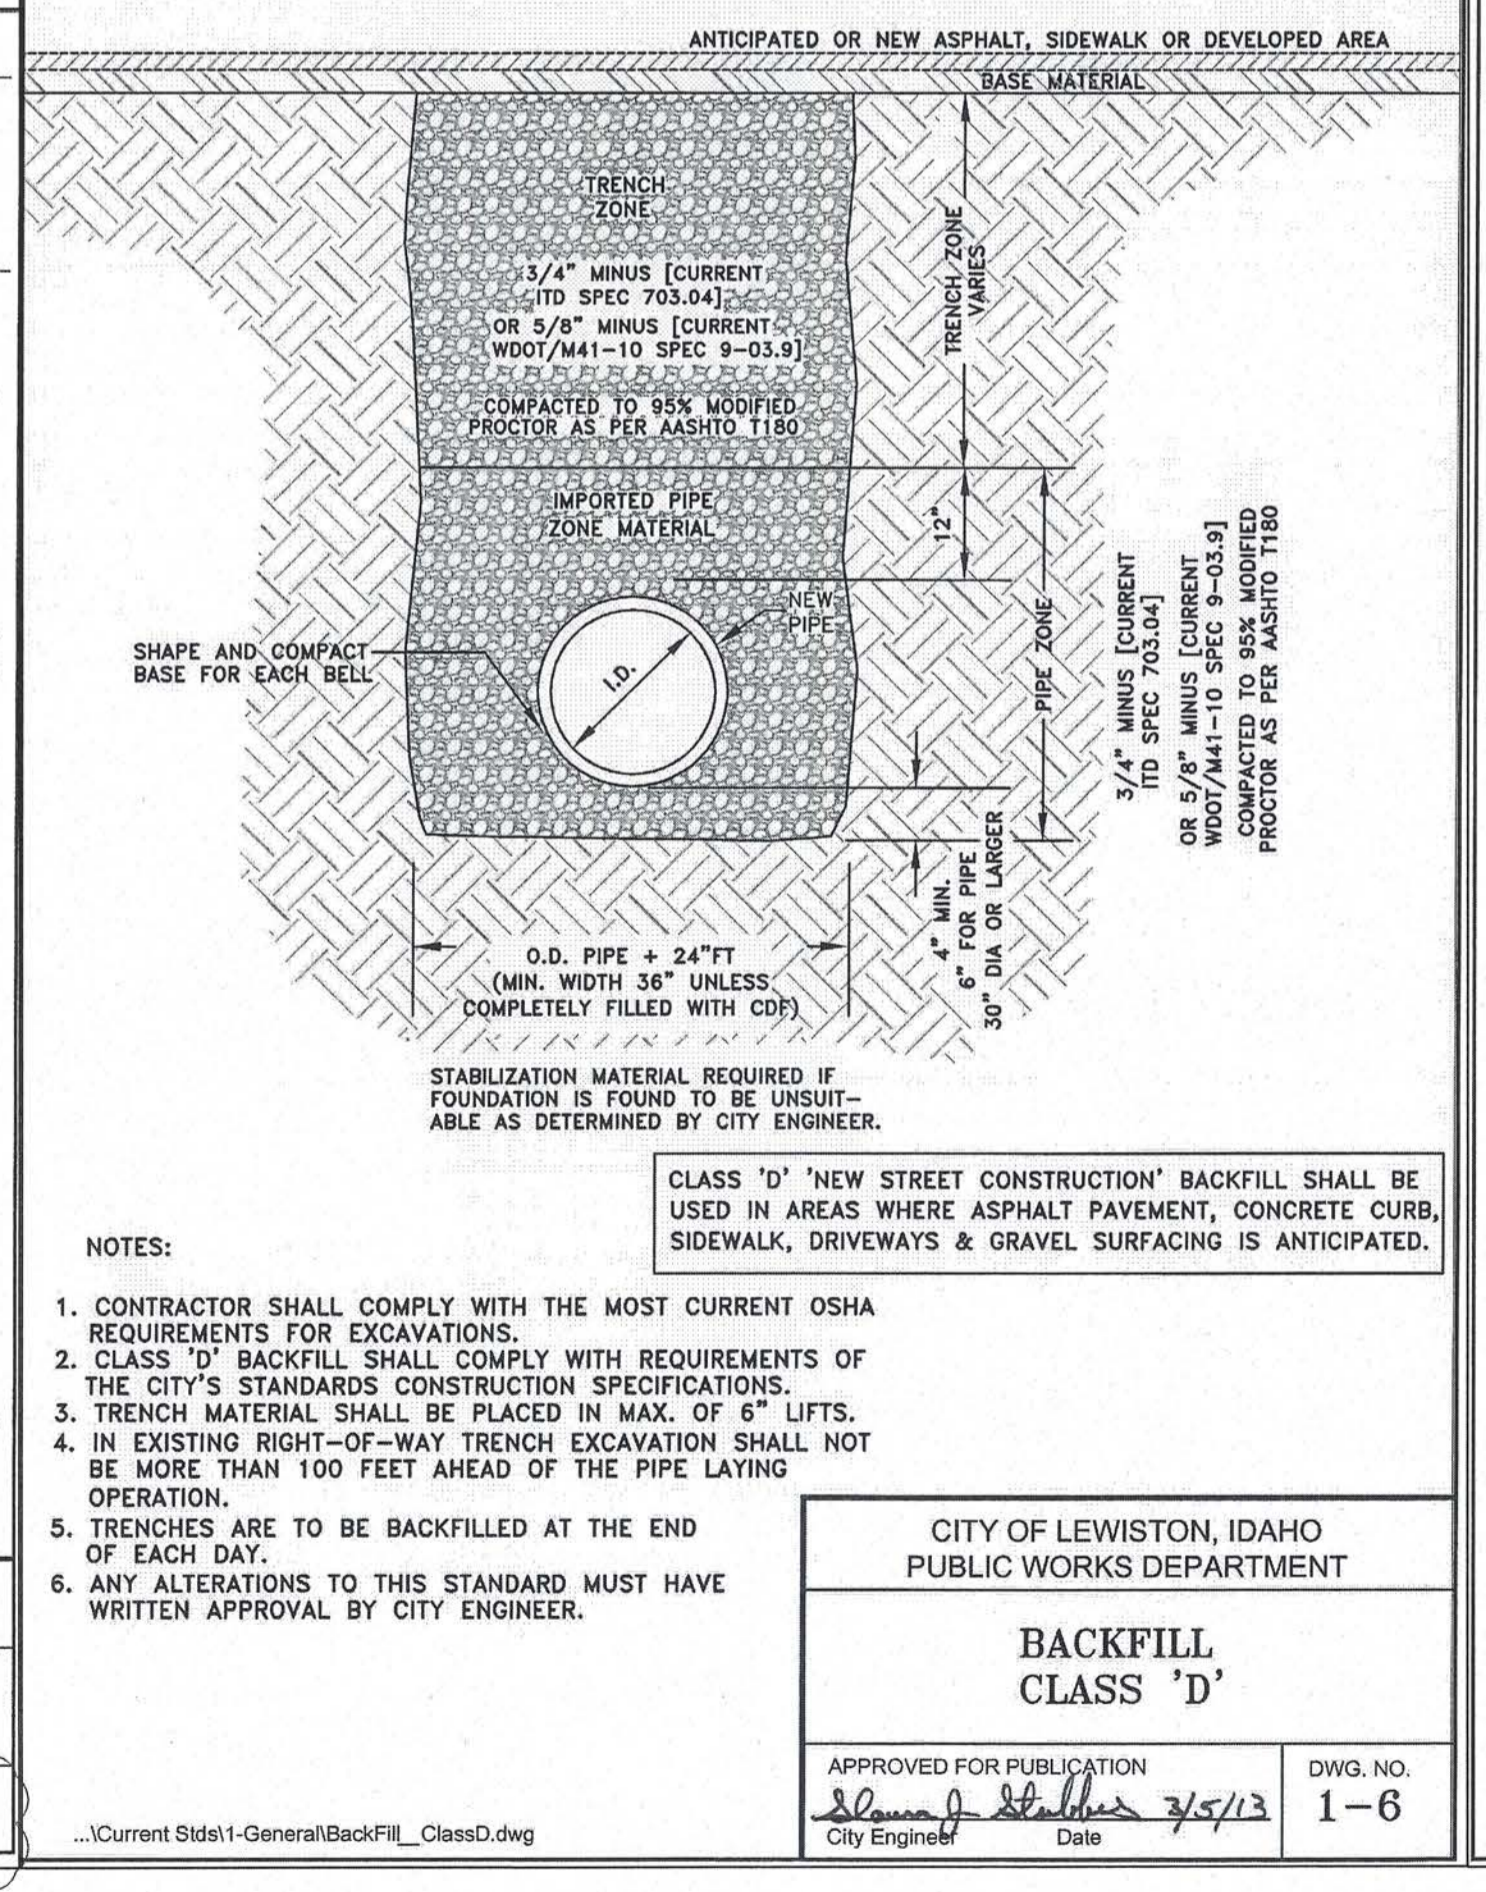 ANTICIPATED OR NEW ASPHALT, SIDEWALK OR DEVELOPED AREA
BASE MATERIAL
TRENCH
ZONE
3/4" MINUS [CURRENT
ITD SPEC 703.04]
OR 5/8" MINUS [CURRENT
WDOT/M41-10 SPEC 9-03.9]
COMPACTED TO 95% MODIFIED
PROCTOR AS PER AASHTO T180
TRENCH ZONE
VARIES
IMPORTED PIPE
ZONE MATERIAL
12"
NEW
PIPE
I.D.
SHAPE AND COMPACT
BASE FOR EACH BELL
PIPE ZONE
3/4" MINUS [CURRENT
ITD SPEC 703.04]
OR 5/8" MINUS [CURRENT
WDOT/M41-10 SPEC 9-03.9]
COMPACTED TO 95% MODIFIED
PROCTOR AS PER AASHTO T180
4" MIN.
6" FOR PIPE
30" DIA OR LARGER
O.D. PIPE + 24"FT
(MIN. WIDTH 36" UNLESS
COMPLETELY FILLED WITH CDF)
STABILIZATION MATERIAL REQUIRED IF
FOUNDATION IS FOUND TO BE UNSUIT-
ABLE AS DETERMINED BY CITY ENGINEER.
CLASS 'D' 'NEW STREET CONSTRUCTION' BACKFILL SHALL BE
USED IN AREAS WHERE ASPHALT PAVEMENT, CONCRETE CURB,
SIDEWALK, DRIVEWAYS & GRAVEL SURFACING IS ANTICIPATED.
NOTES:
1. CONTRACTOR SHALL COMPLY WITH THE MOST CURRENT OSHA
REQUIREMENTS FOR EXCAVATIONS.
2. CLASS 'D' BACKFILL SHALL COMPLY WITH REQUIREMENTS OF
THE CITY'S STANDARDS CONSTRUCTION SPECIFICATIONS.
3. TRENCH MATERIAL SHALL BE PLACED IN MAX. OF 6" LIFTS.
4. IN EXISTING RIGHT-OF-WAY TRENCH EXCAVATION SHALL NOT
BE MORE THAN 100 FEET AHEAD OF THE PIPE LAYING
OPERATION.
5. TRENCHES ARE TO BE BACKFILLED AT THE END
OF EACH DAY.
6. ANY ALTERATIONS TO THIS STANDARD MUST HAVE
WRITTEN APPROVAL BY CITY ENGINEER.
CITY OF LEWISTON, IDAHO
PUBLIC WORKS DEPARTMENT
BACKFILL
CLASS 'D'
APPROVED FOR PUBLICATION
3/5/13
City Engineer Date
DWG. NO.
1-6
...\Current Stds\1-General\BackFill__ClassD.dwg